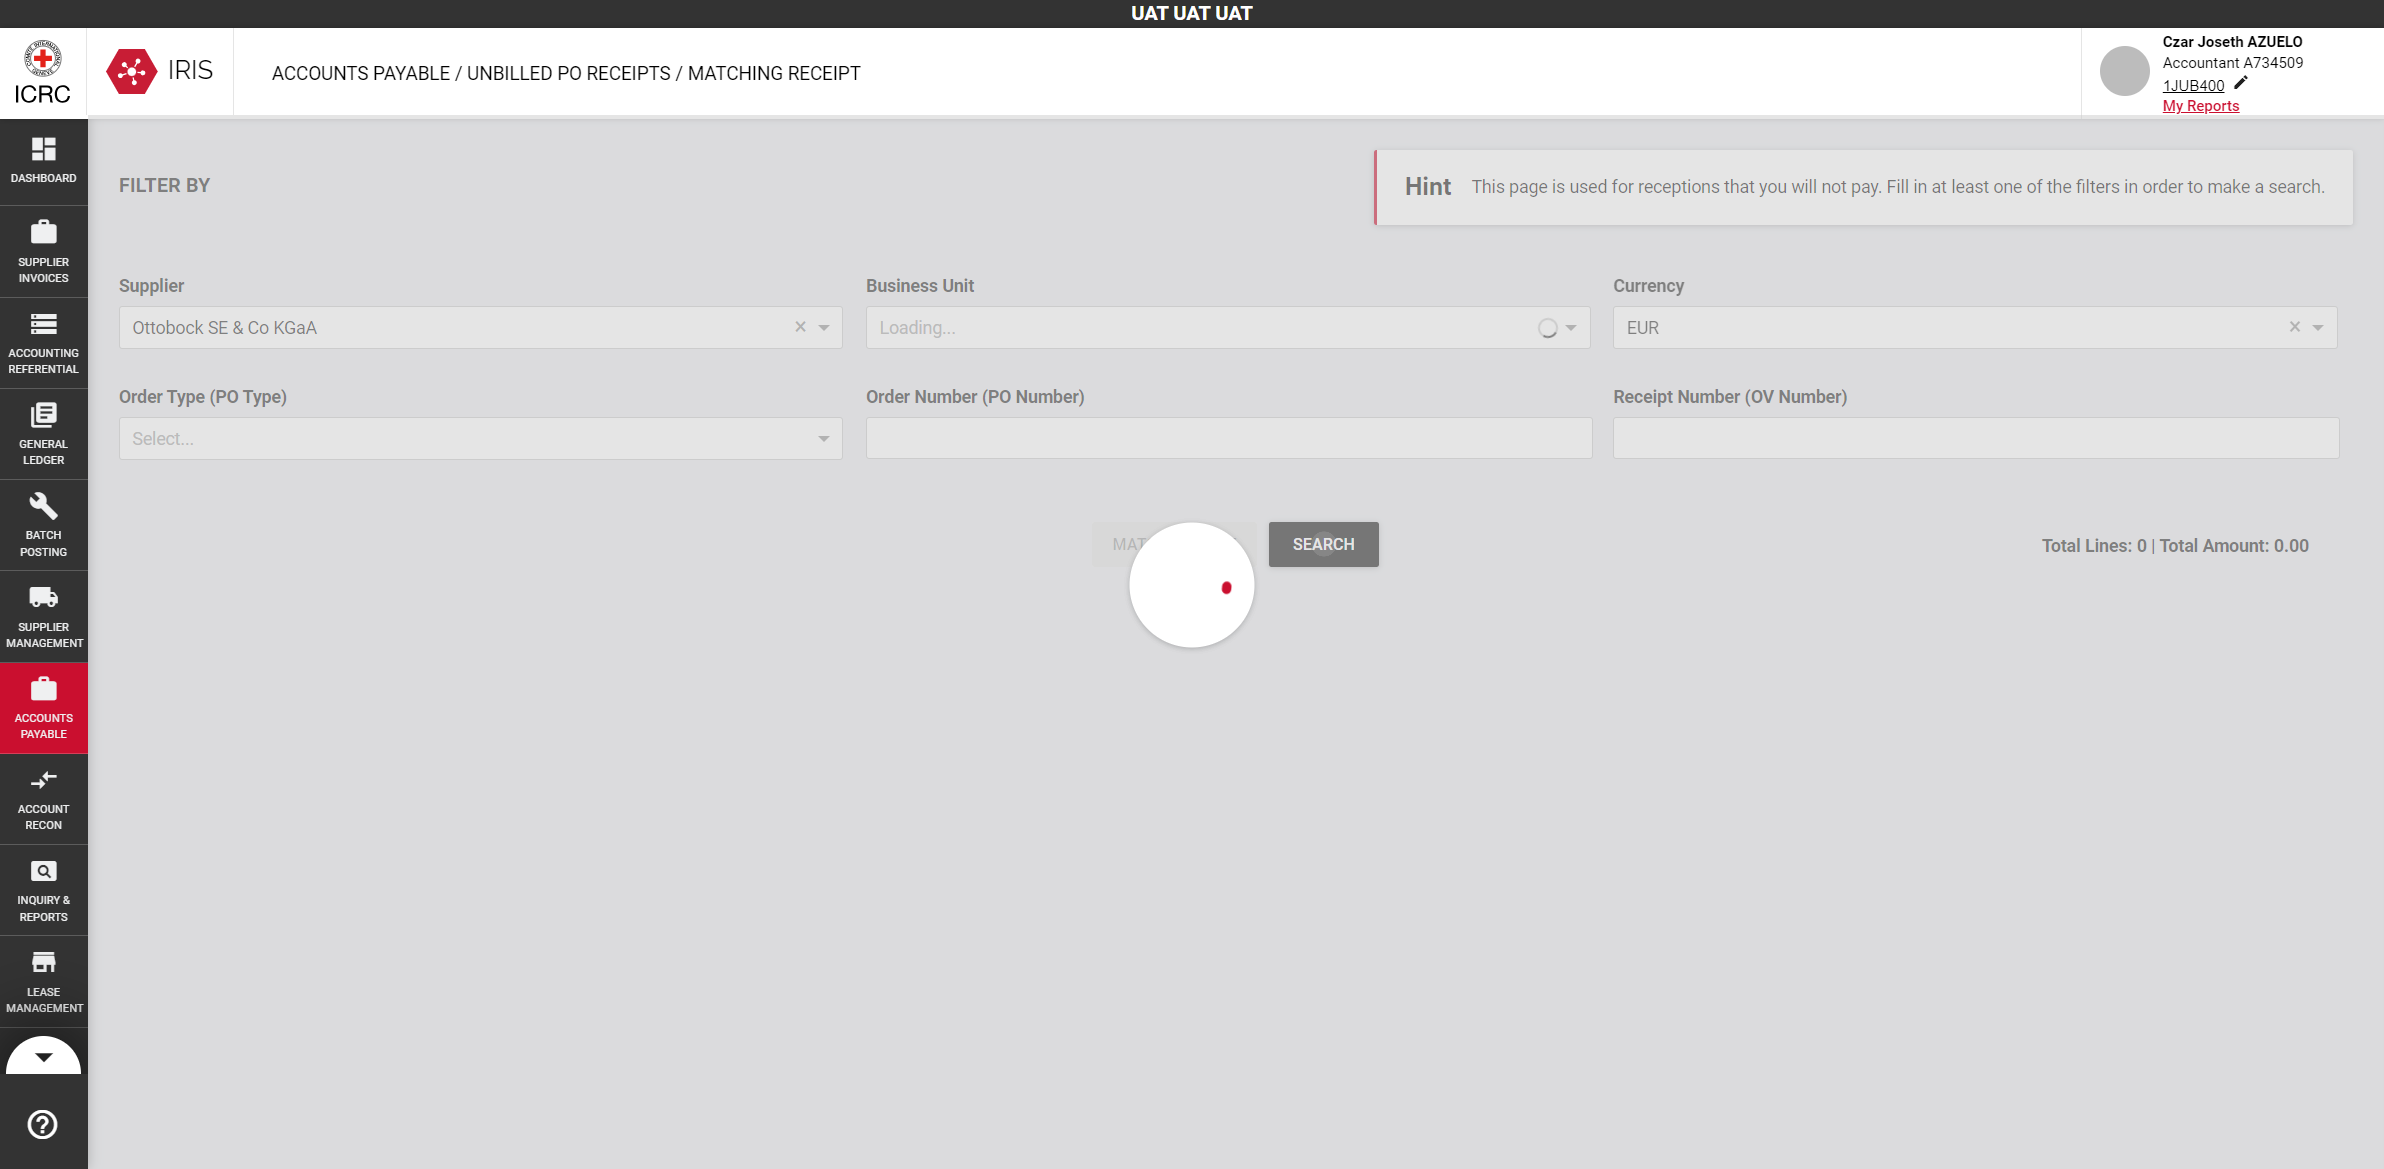 UAT UAT UAT
ICRC
IRIS
ACCOUNTS PAYABLE / UNBILLED PO RECEIPTS / MATCHING RECEIPT
Czar Joseth AZUELO
Accountant A734509
1JUB400
My Reports
DASHBOARD
SUPPLIER
INVOICES
ACCOUNTING
REFERENTIAL
GENERAL
LEDGER
BATCH
POSTING
SUPPLIER
MANAGEMENT
ACCOUNTS
PAYABLE
ACCOUNT
RECON
INQUIRY &
REPORTS
LEASE
MANAGEMENT
FILTER BY
Hint This page is used for receptions that you will not pay. Fill in at least one of the filters in order to make a search.
Supplier
Ottobock SE & Co KGaA
Business Unit
Loading...
Currency
EUR
Order Type (PO Type)
Select...
Order Number (PO Number)
Receipt Number (OV Number)
SEARCH
Total Lines: 0 | Total Amount: 0.00